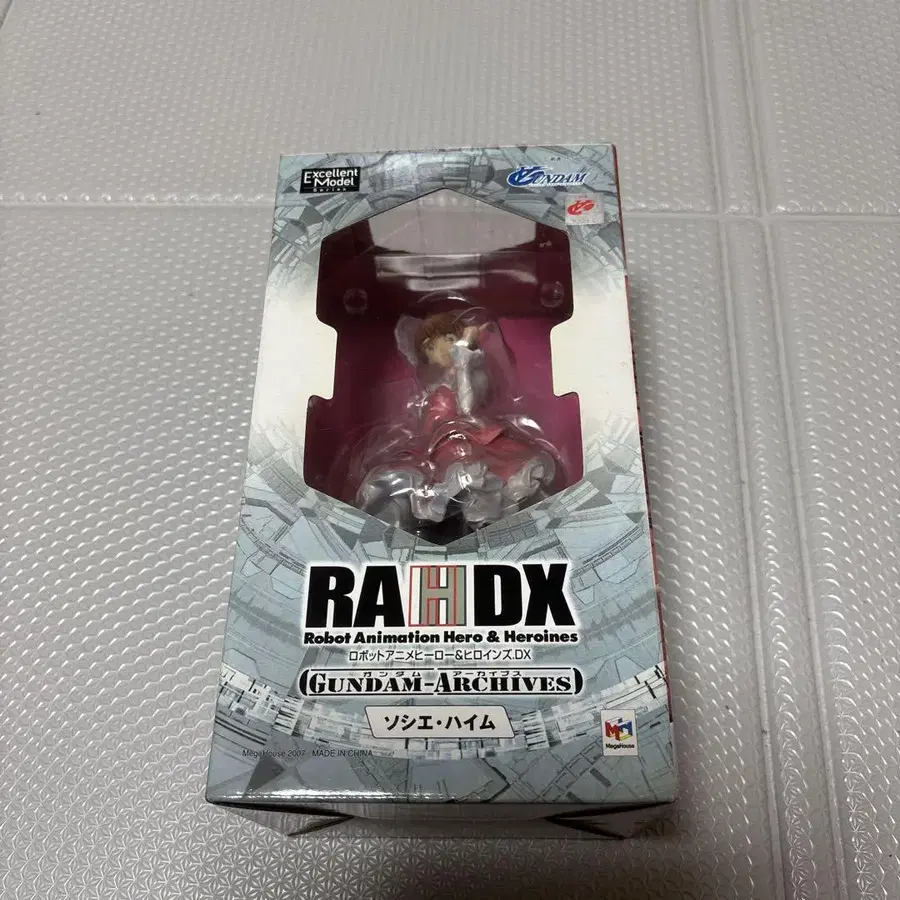 Excellent
Model
Series
GUNDAM
RAHDX
Robot Animation Hero & Heroines
ロボットアニメヒーロー&ヒロインズ.DX
ガンダム アーカイブス
GUNDAM-ARCHIVES
ソシエ・ハイム
MegaHouse 2007 MADE IN CHINA
MegaHouse